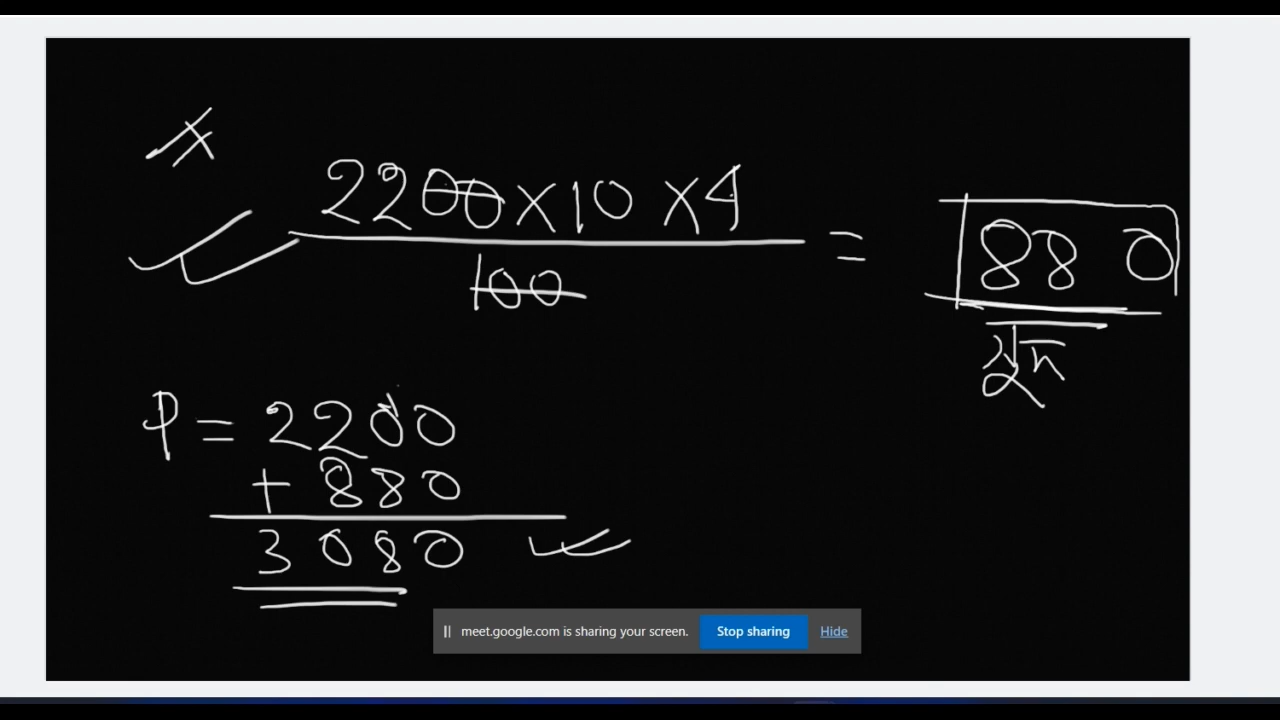 2200 × 10 × 4
100
= 880
P = 2200
+ 880
3080
meet.google.com is sharing your screen. Stop sharing Hide